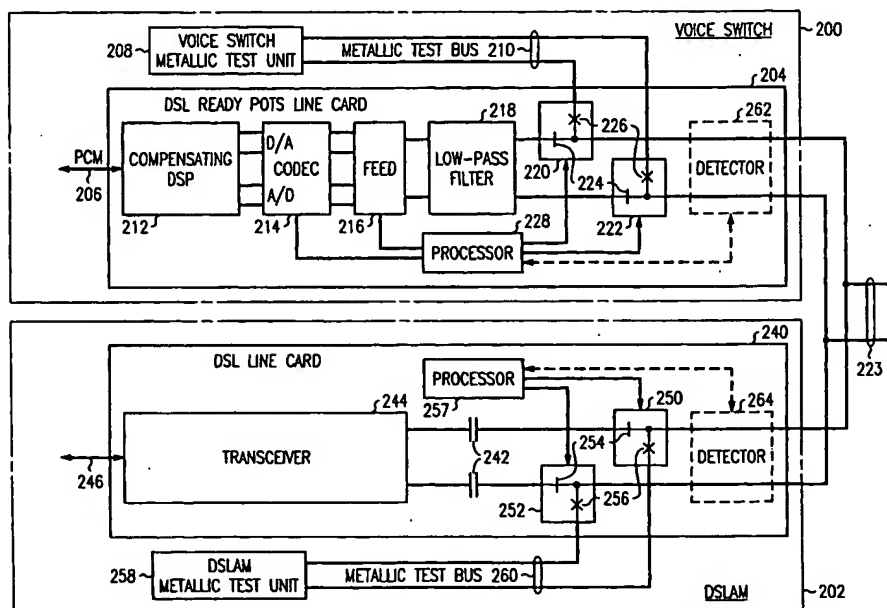 VOICE SWITCH
200
208
VOICE SWITCH
METALLIC TEST UNIT
METALLIC TEST BUS 210
204
DSL READY POTS LINE CARD
218
262
PCM
206
COMPENSATING
DSP
212
D/A
CODEC
A/D
214
FEED
216
LOW-PASS
FILTER
226
220
224
222
DETECTOR
228
PROCESSOR
223
240
DSL LINE CARD
PROCESSOR
257
250
264
244
TRANSCEIVER
246
242
254
252
256
DETECTOR
258
DSLAM
METALLIC TEST UNIT
METALLIC TEST BUS 260
DSLAM
202